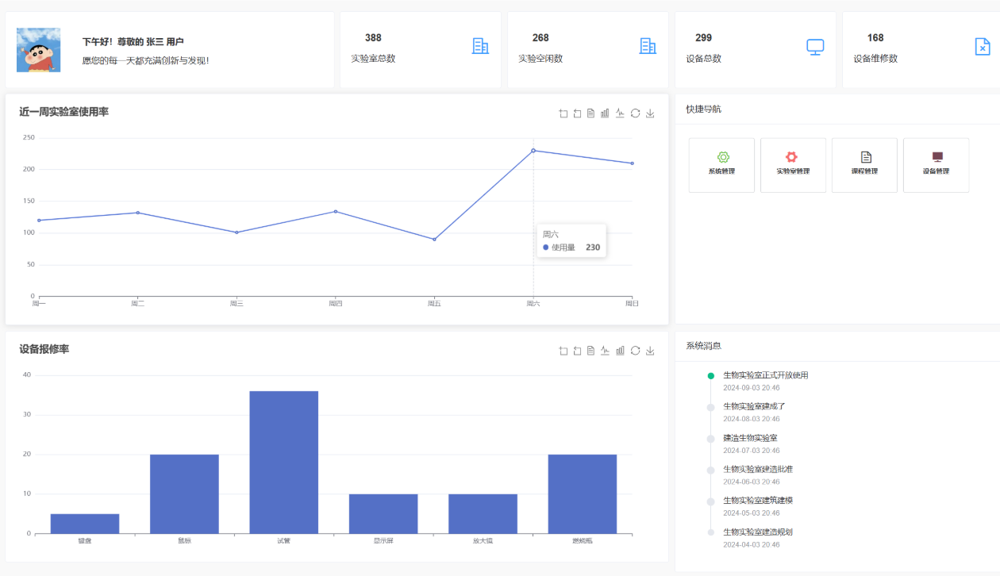 下午好！尊敬的 张三 用户
愿您的每一天都充满创新与发现！
388
实验室总数
268
实验空闲数
299
设备总数
168
设备维修数
近一周实验室使用率
250
200
150
100
50
0
周一
周二
周三
周四
周五
周六
周日
周六
使用量 230
快捷导航
系统管理
实验室管理
课程管理
设备管理
设备报修率
40
30
20
10
0
键盘
鼠标
试管
显示屏
放大镜
燃烧瓶
系统消息
生物实验室正式开放使用
2024-09-03 20:46
生物实验室建成了
2024-08-03 20:46
建造生物实验室
2024-07-03 20:46
生物实验室建造批准
2024-06-03 20:46
生物实验室建筑建模
2024-05-03 20:46
生物实验室建造规划
2024-04-03 20:46